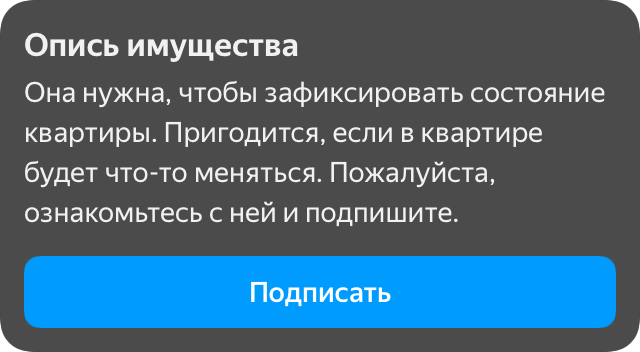 Опись имущества
Она нужна, чтобы зафиксировать состояние
квартиры. Пригодится, если в квартире
будет что-то меняться. Пожалуйста,
ознакомьтесь с ней и подпишите.
Подписать